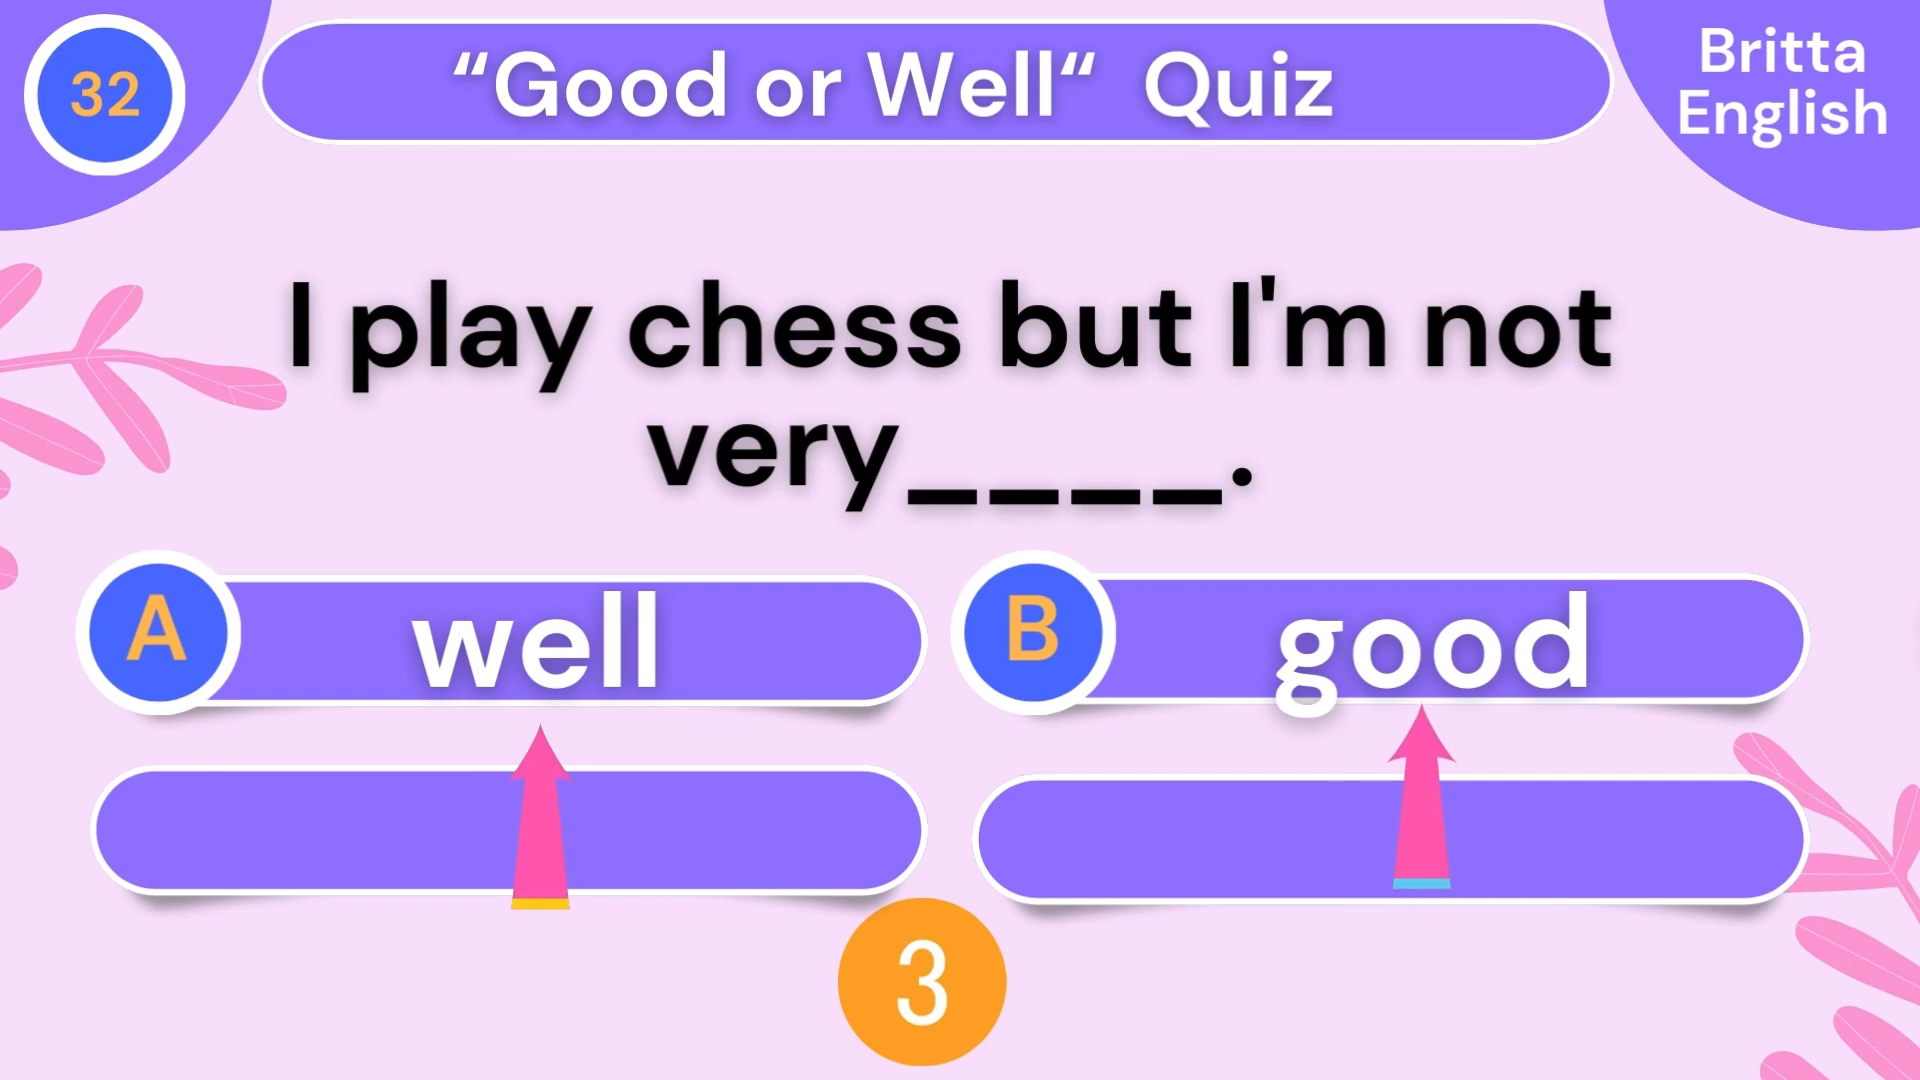 32
“Good or Well“ Quiz
Britta
English
I play chess but I'm not
very____.
A
well
B
good
3